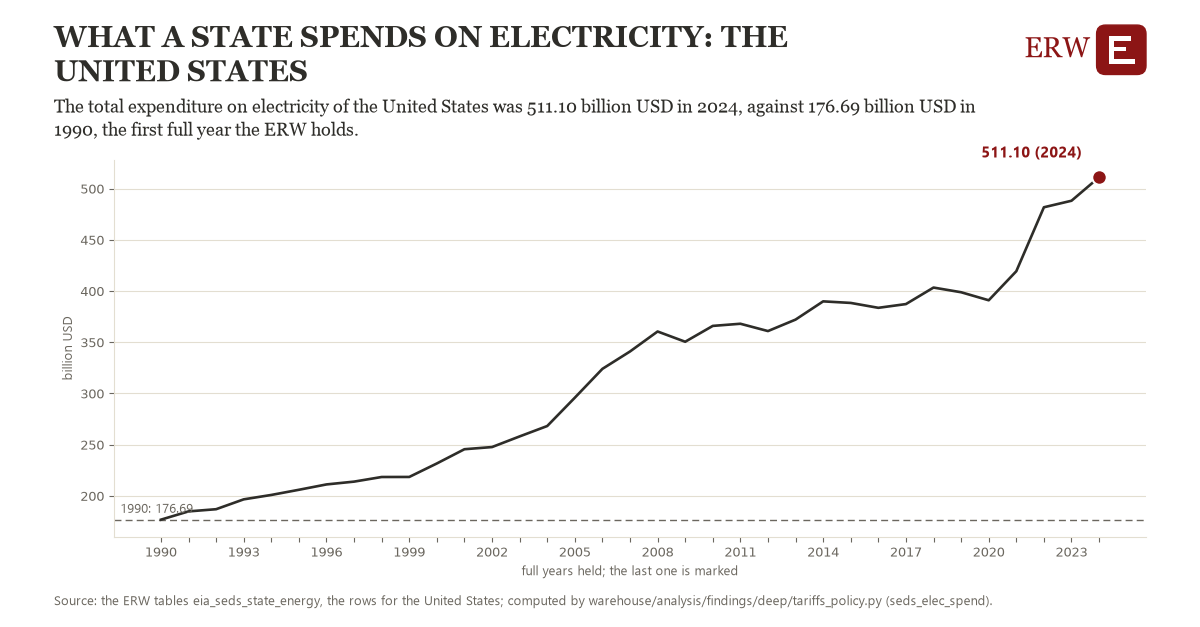 WHAT A STATE SPENDS ON ELECTRICITY: THE
UNITED STATES
ERW E
The total expenditure on electricity of the United States was 511.10 billion USD in 2024, against 176.69 billion USD in
1990, the first full year the ERW holds.
511.10 (2024)
500
450
400
350
300
250
200
billion USD
1990: 176.69
1990 1993 1996 1999 2002 2005 2008 2011 2014 2017 2020 2023
full years held; the last one is marked
Source: the ERW tables eia_seds_state_energy, the rows for the United States; computed by warehouse/analysis/findings/deep/tariffs_policy.py (seds_elec_spend).